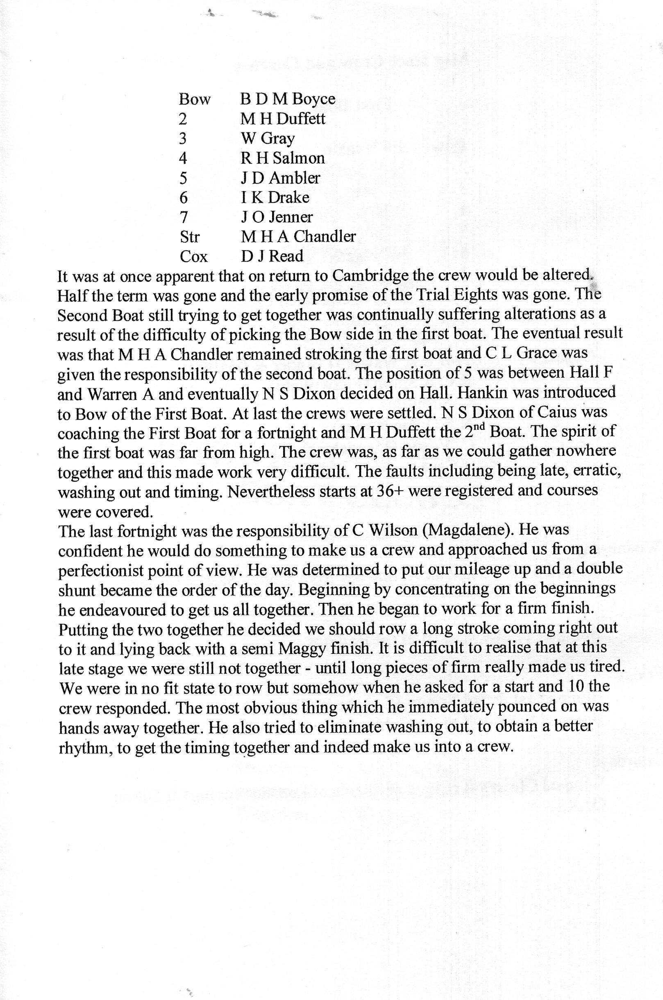 Bow B D M Boyce
2 M H Duffett
3 W Gray
4 R H Salmon
5 J D Ambler
6 I K Drake
7 J O Jenner
Str M H A Chandler
Cox D J Read
It was at once apparent that on return to Cambridge the crew would be altered.
Half the term was gone and the early promise of the Trial Eights was gone. The
Second Boat still trying to get together was continually suffering alterations as a
result of the difficulty of picking the Bow side in the first boat. The eventual result
was that M H A Chandler remained stroking the first boat and C L Grace was
given the responsibility of the second boat. The position of 5 was between Hall F
and Warren A and eventually N S Dixon decided on Hall. Hankin was introduced
to Bow of the First Boat. At last the crews were settled. N S Dixon of Caius was
coaching the First Boat for a fortnight and M H Duffett the 2nd Boat. The spirit of
the first boat was far from high. The crew was, as far as we could gather nowhere
together and this made work very difficult. The faults including being late, erratic,
washing out and timing. Nevertheless starts at 36+ were registered and courses
were covered.
The last fortnight was the responsibility of C Wilson (Magdalene). He was
confident he would do something to make us a crew and approached us from a
perfectionist point of view. He was determined to put our mileage up and a double
shunt became the order of the day. Beginning by concentrating on the beginnings
he endeavoured to get us all together. Then he began to work for a firm finish.
Putting the two together he decided we should row a long stroke coming right out
to it and lying back with a semi Maggy finish. It is difficult to realise that at this
late stage we were still not together - until long pieces of firm really made us tired.
We were in no fit state to row but somehow when he asked for a start and 10 the
crew responded. The most obvious thing which he immediately pounced on was
hands away together. He also tried to eliminate washing out, to obtain a better
rhythm, to get the timing together and indeed make us into a crew.